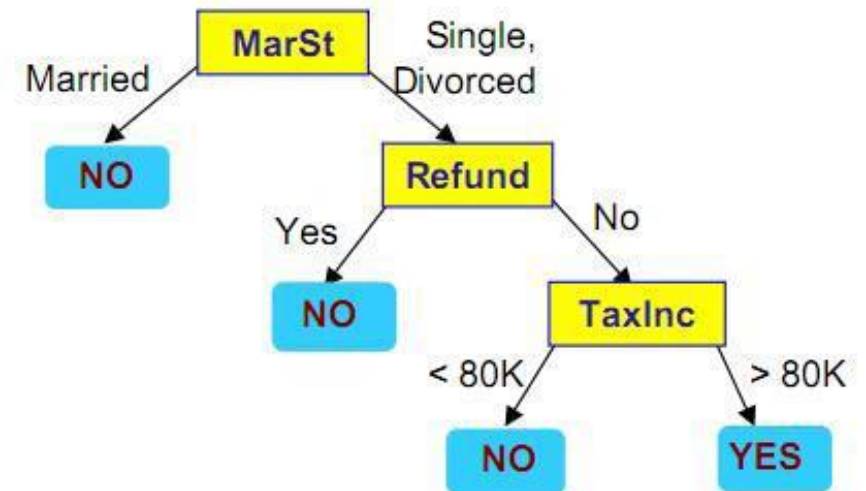 MarSt
Single,
Married
Divorced
NO
Refund
Yes
No
NO
TaxInc
< 80K
> 80K
NO
YES